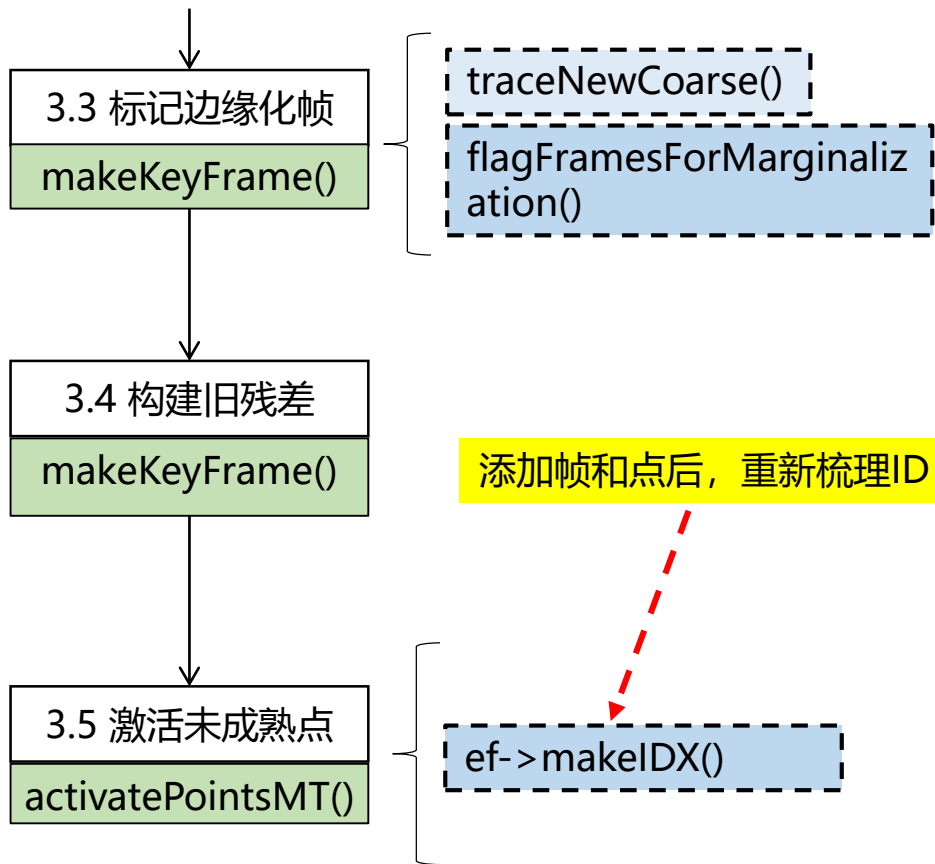 3.3 标记边缘化帧
makeKeyFrame()
traceNewCoarse()
flagFramesForMarginaliz
ation()
3.4 构建旧残差
makeKeyFrame()
添加帧和点后，重新梳理ID
3.5 激活未成熟点
activatePointsMT()
ef->makeIDX()